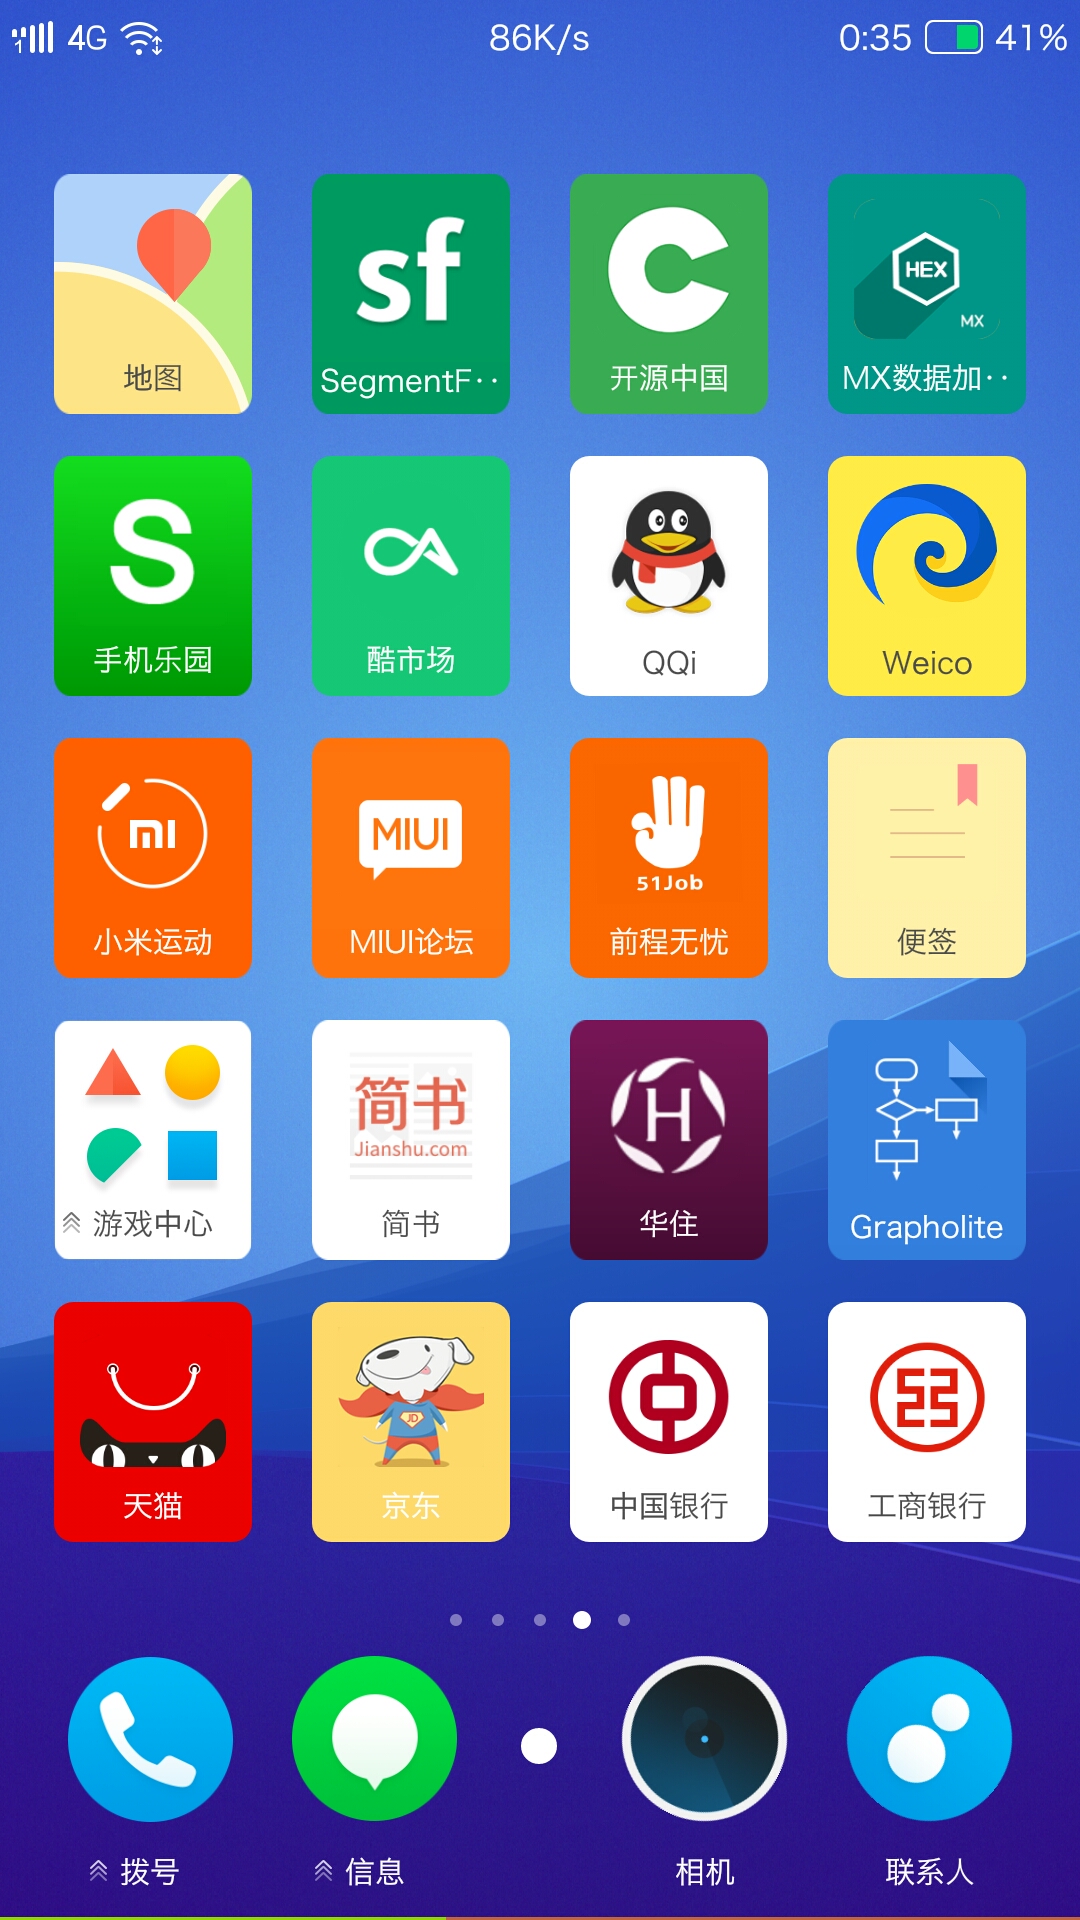 1 4G 86K/s 0:35 41%
sf
HEX
MX
地图 SegmentF·· 开源中国 MX数据加··
S
手机乐园 酷市场 QQi Weico
mi MIUI
51Job
小米运动 MIUI论坛 前程无忧 便签
简书
Jianshu.com
H
游戏中心 简书 华住 Grapholite
JD
天猫 京东 中国银行 工商银行
拨号 信息 相机 联系人